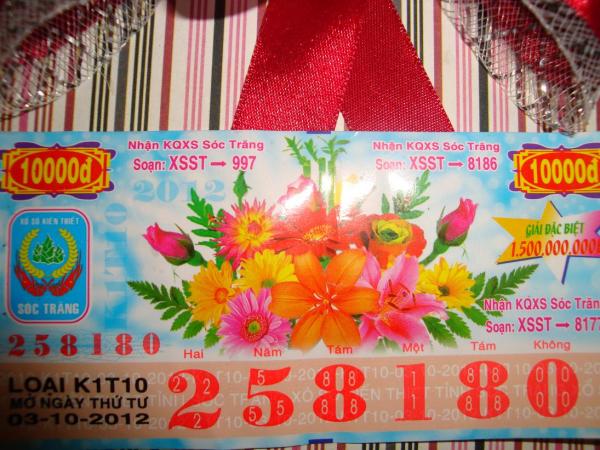 Nhận KQXS Sóc Trăng
Soạn: XSST → 997
Nhận KQXS Sóc Trăng
Soạn: XSST → 8186
10000đ
10000đ
2012
XỔ SỐ KIẾN THIẾT
SÓC TRĂNG
GIẢI ĐẶC BIỆT
1.500.000.000đ
Nhận KQXS Sóc Trăng
Soạn: XSST → 8177
258180
Hai Năm Tám Một Tám Không
LOẠI K1T10
MỞ NGÀY THỨ TƯ
03-10-2012
258180